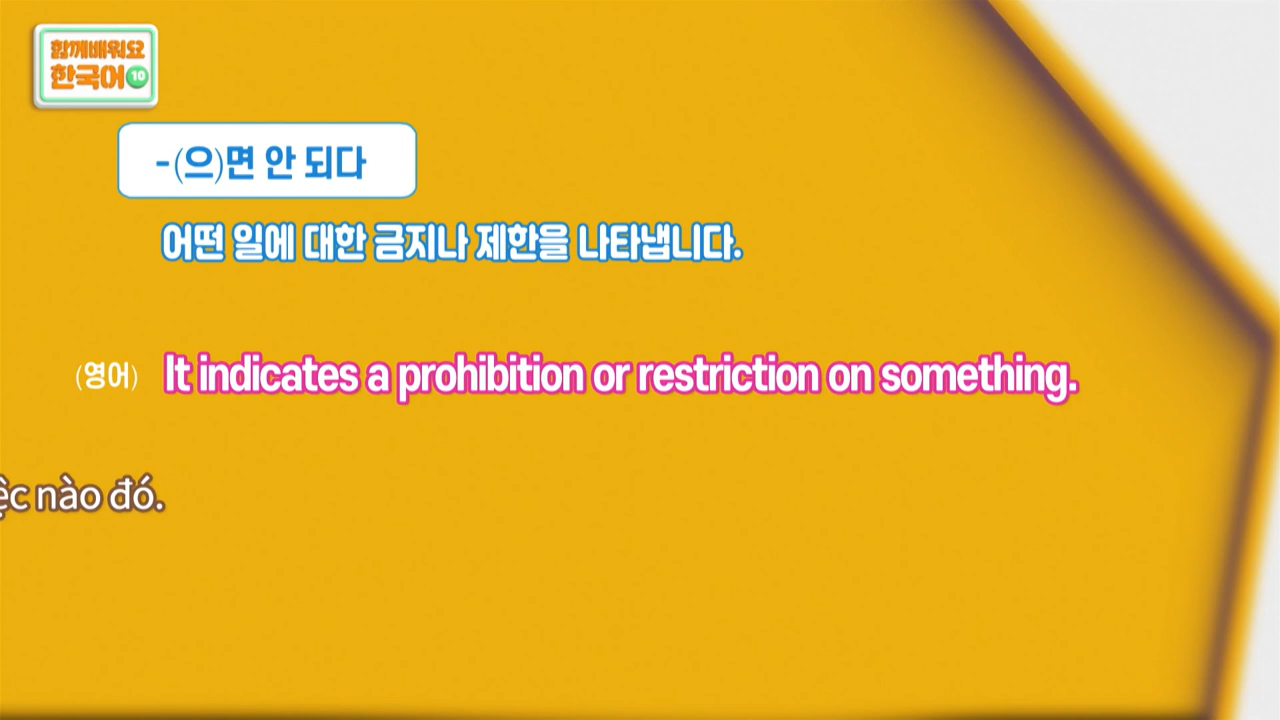 함께배워요
한국어 10
-(으)면 안 되다
어떤 일에 대한 금지나 제한을 나타냅니다.
(영어) It indicates a prohibition or restriction on something.
nào đó.